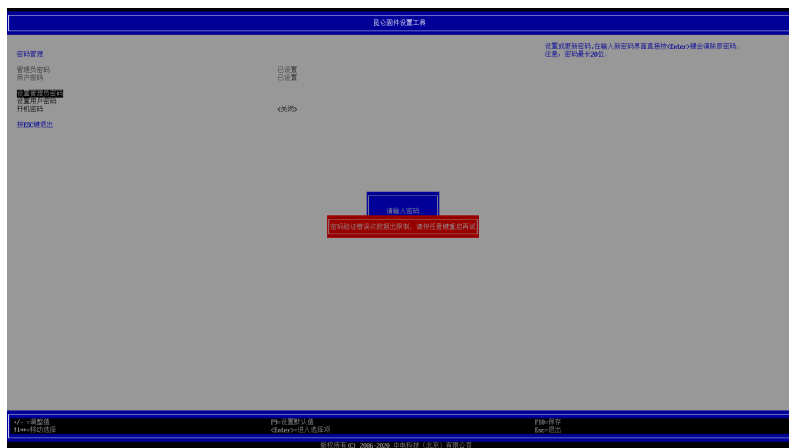 昆仑固件设置工具
密码管理
设置或更新密码,在输入新密码界面直接按<Enter>键会清除原密码。
注意：密码最长20位。
管理员密码 已设置
用户密码 已设置
设置管理员密码
设置用户密码
开机密码 <关闭>
按ESC键退出
请输入密码
密码验证错误次数超出限制，请按任意键重启再试
+/- =调整值 F9=设置默认值 F10=保存
↑↓↔=移动选择 <Enter>=进入选择项 Esc=退出
版权所有(C) 2006-2020 中电科技（北京）有限公司